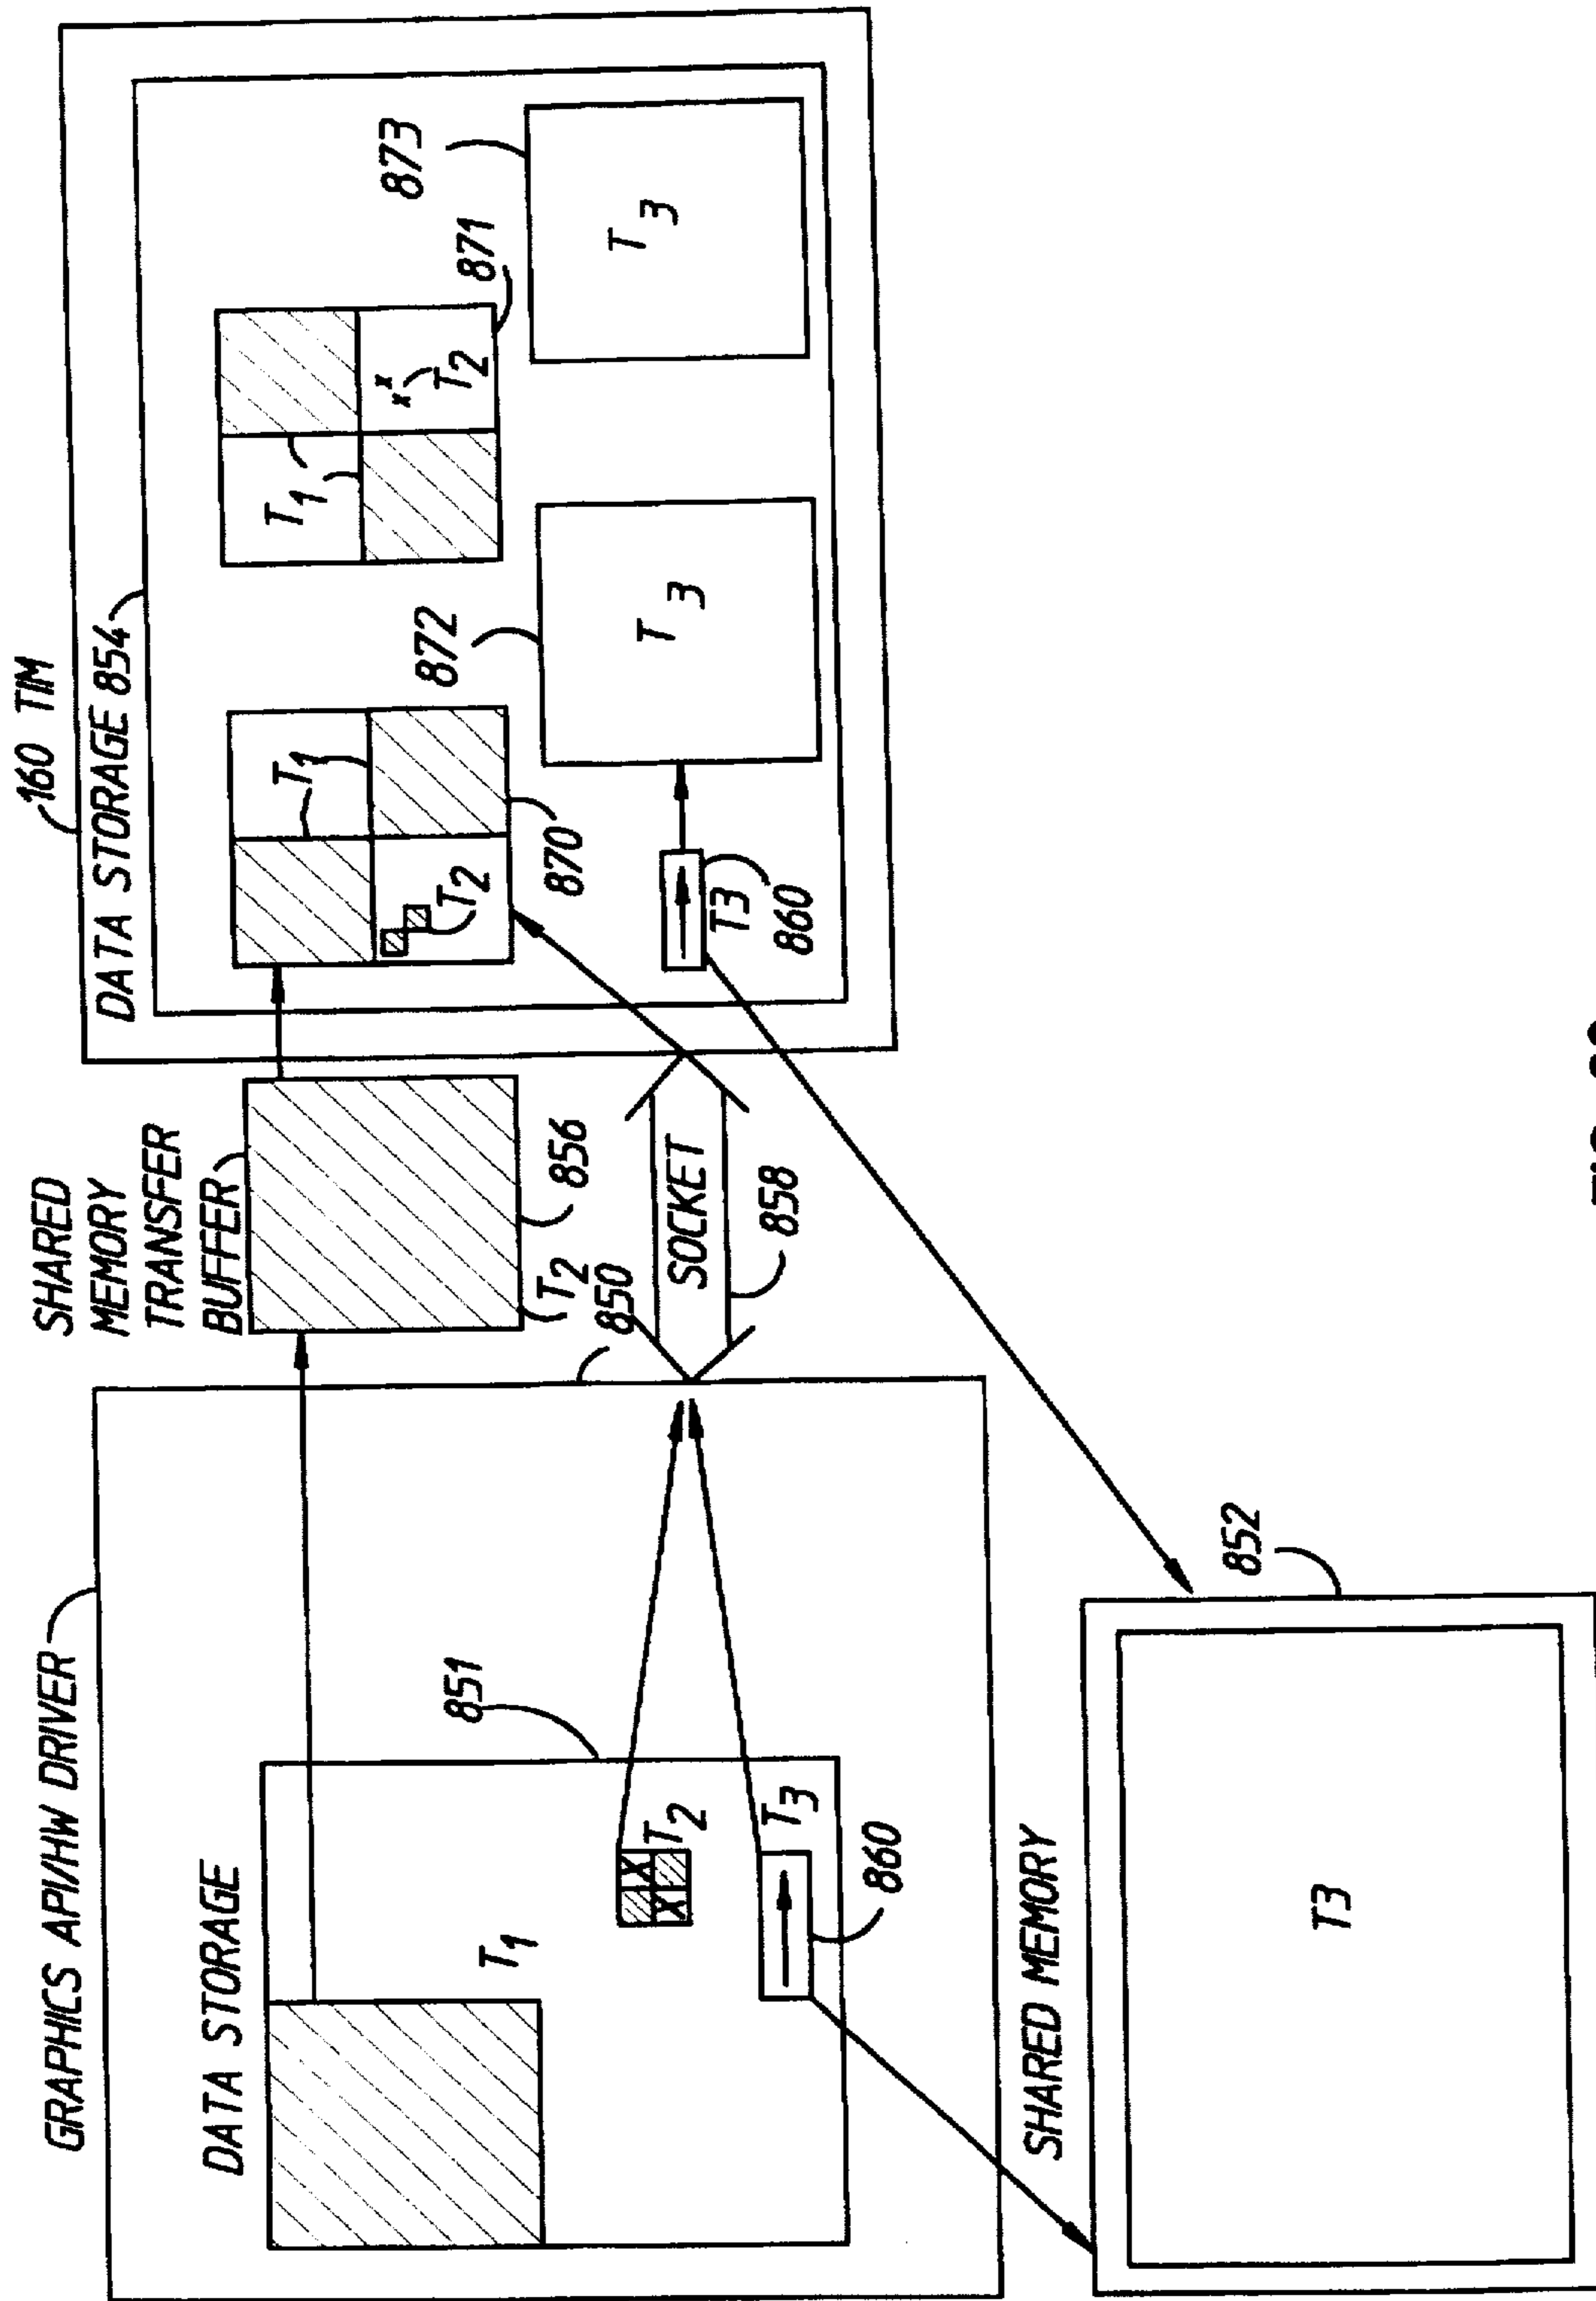 GRAPHICS API/HW DRIVER
DATA STORAGE
T1
851
T2
T3
860
SHARED MEMORY
852
T3
SHARED
MEMORY
TRANSFER
BUFFER
T2
856
850
SOCKET
858
160 TIM
DATA STORAGE 854
T1
T2
870
T1
x x
T2
871
872
T3
873
T3
T3
860